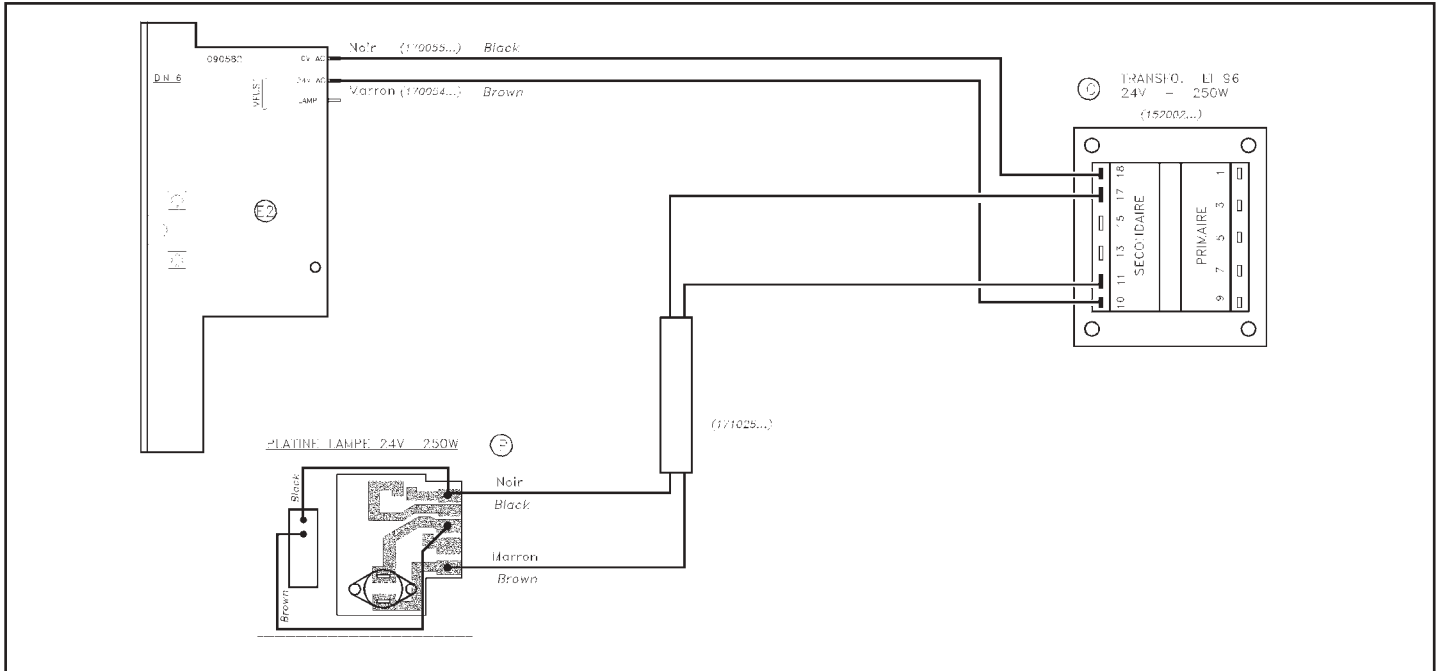 Noir (170055...) Black
090582
0V AC
DN 6
24V AC
Marron (170054...) Brown
LAMP
E2
C
TRANSFO. EI 96
24V - 250W
(152002...)
18
17
15
13
11
10
SECONDAIRE
PRIMAIRE
1
3
5
7
9
(171025...)
PLATINE LAMPE 24V 250W
P
Black
Noir
Black
Marron
Brown
Brown